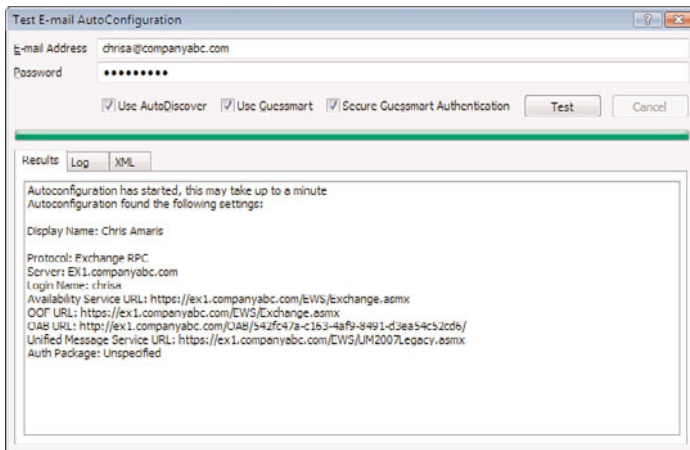 Test E-mail AutoConfiguration
E-mail Address chrisa@companyabc.com
Password •••••••••
Use AutoDiscover Use Guessmart Secure Guessmart Authentication Test Cancel
Results Log XML
Autoconfiguration has started, this may take up to a minute
Autoconfiguration found the following settings:
Display Name: Chris Amaris
Protocol: Exchange RPC
Server: EX1.companyabc.com
Login Name: chrisa
Availability Service URL: https://ex1.companyabc.com/EWS/Exchange.asmx
OOF URL: https://ex1.companyabc.com/EWS/Exchange.asmx
OAB URL: http://ex1.companyabc.com/OAB/542fc47a-c163-4af9-8491-d3ea54c52cd6/
Unified Message Service URL: https://ex1.companyabc.com/EWS/UM2007Legacy.asmx
Auth Package: Unspecified